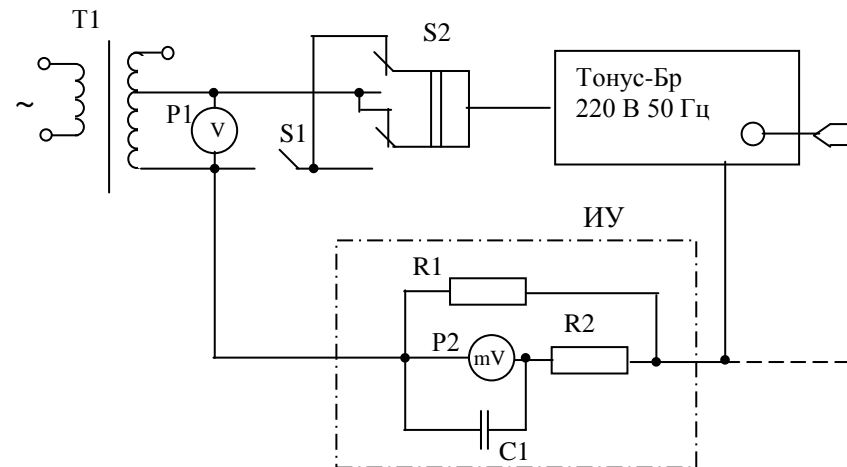 T1
S2
Тонус-Бр
220 В 50 Гц
~
P1
V
S1
ИУ
R1
R2
P2
mV
C1